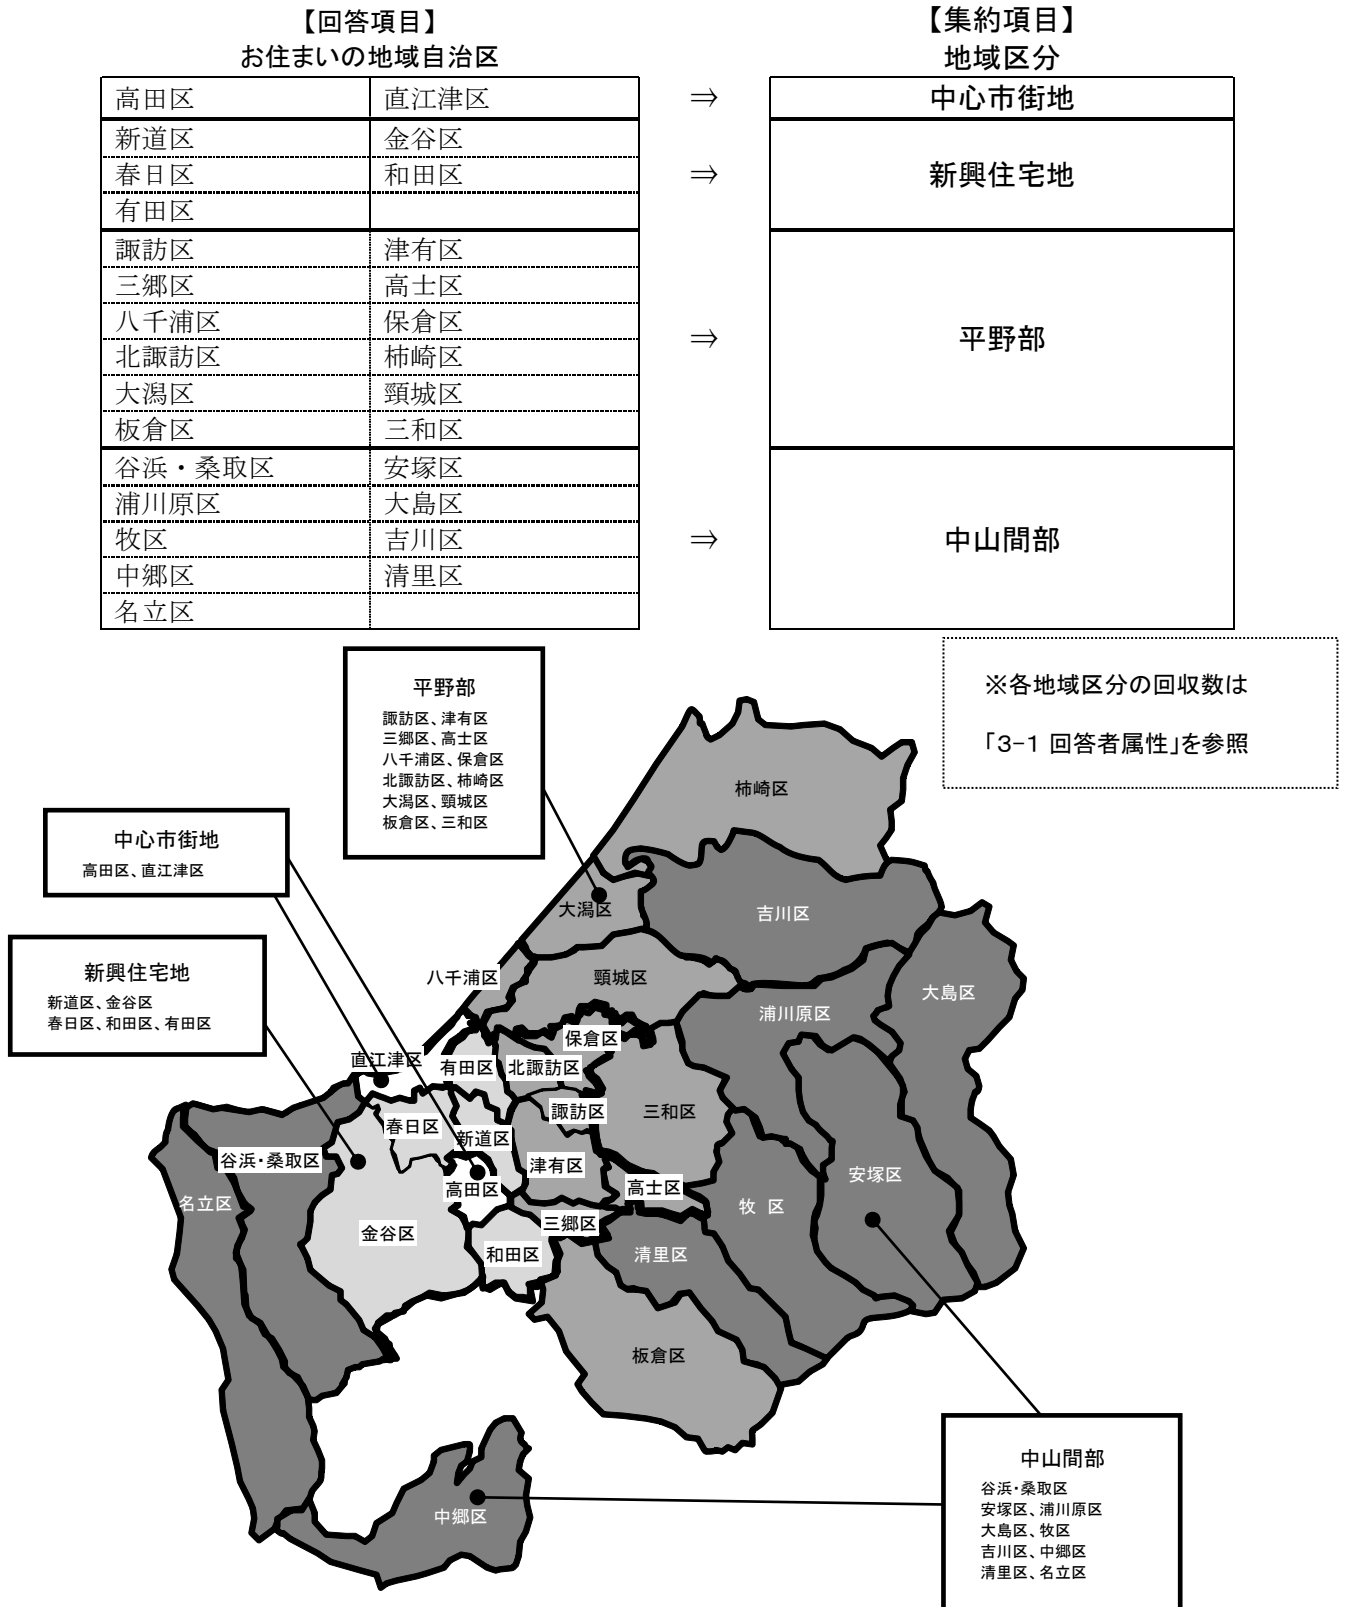 【回答項目】
お住まいの地域自治区
【集約項目】
地域区分
高田区 直江津区 ⇒ 中心市街地
新道区 金谷区
春日区 和田区 ⇒ 新興住宅地
有田区
諏訪区 津有区
三郷区 高士区
八千浦区 保倉区 ⇒ 平野部
北諏訪区 柿崎区
大潟区 頸城区
板倉区 三和区
谷浜・桑取区 安塚区
浦川原区 大島区
牧区 吉川区 ⇒ 中山間部
中郷区 清里区
名立区
※各地域区分の回収数は
「3-1 回答者属性」を参照
平野部
諏訪区、津有区
三郷区、高士区
八千浦区、保倉区
北諏訪区、柿崎区
大潟区、頸城区
板倉区、三和区
中心市街地
高田区、直江津区
新興住宅地
新道区、金谷区
春日区、和田区、有田区
柿崎区
大潟区
吉川区
八千浦区
頸城区
大島区
浦川原区
保倉区
直江津区
有田区
北諏訪区
諏訪区
三和区
春日区
新道区
谷浜・桑取区
津有区
安塚区
高田区
高士区
名立区
牧 区
三郷区
金谷区
和田区
清里区
板倉区
中郷区
中山間部
谷浜・桑取区
安塚区、浦川原区
大島区、牧区
吉川区、中郷区
清里区、名立区